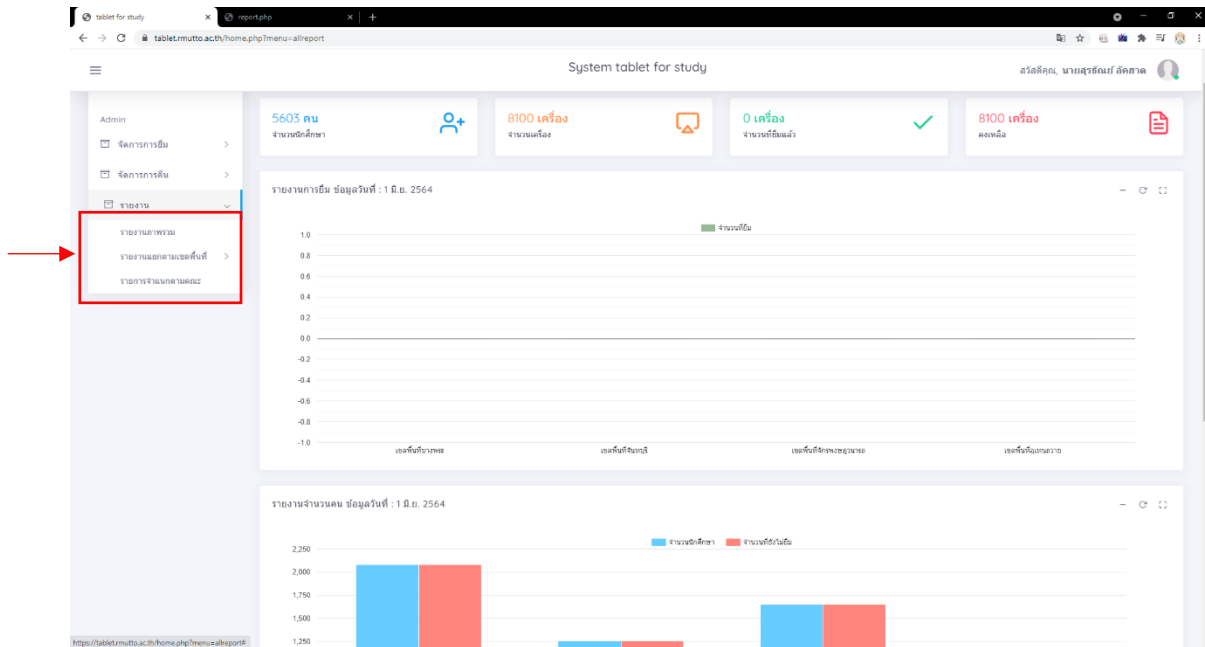 tablet for study
report.php
tablet.rmutto.ac.th/home.php?menu=allreport
System tablet for study
สวัสดีคุณ, นายสุรธัณย์ ลัคฮาด
Admin
จัดการการยืม
จัดการการคืน
รายงาน
รายงานภาพรวม
รายงานแยกตามเขตพื้นที่
รายการจำแนกตามคณะ
5603 คน
จำนวนนักศึกษา
8100 เครื่อง
จำนวนเครื่อง
0 เครื่อง
จำนวนที่ยืมแล้ว
8100 เครื่อง
คงเหลือ
รายงานการยืม ข้อมูลวันที่ : 1 มิ.ย. 2564
จำนวนที่ยืม
1.0
0.8
0.6
0.4
0.2
0.0
-0.2
-0.4
-0.6
-0.8
-1.0
เขตพื้นที่บางพระ
เขตพื้นที่จันทบุรี
เขตพื้นที่จักรพงษภูวนารถ
เขตพื้นที่อุเทนถวาย
รายงานจำนวนคน ข้อมูลวันที่ : 1 มิ.ย. 2564
จำนวนนักศึกษา
จำนวนที่ยังไม่ยืม
2,250
2,000
1,750
1,500
1,250
https://tablet.rmutto.ac.th/home.php?menu=allreport#